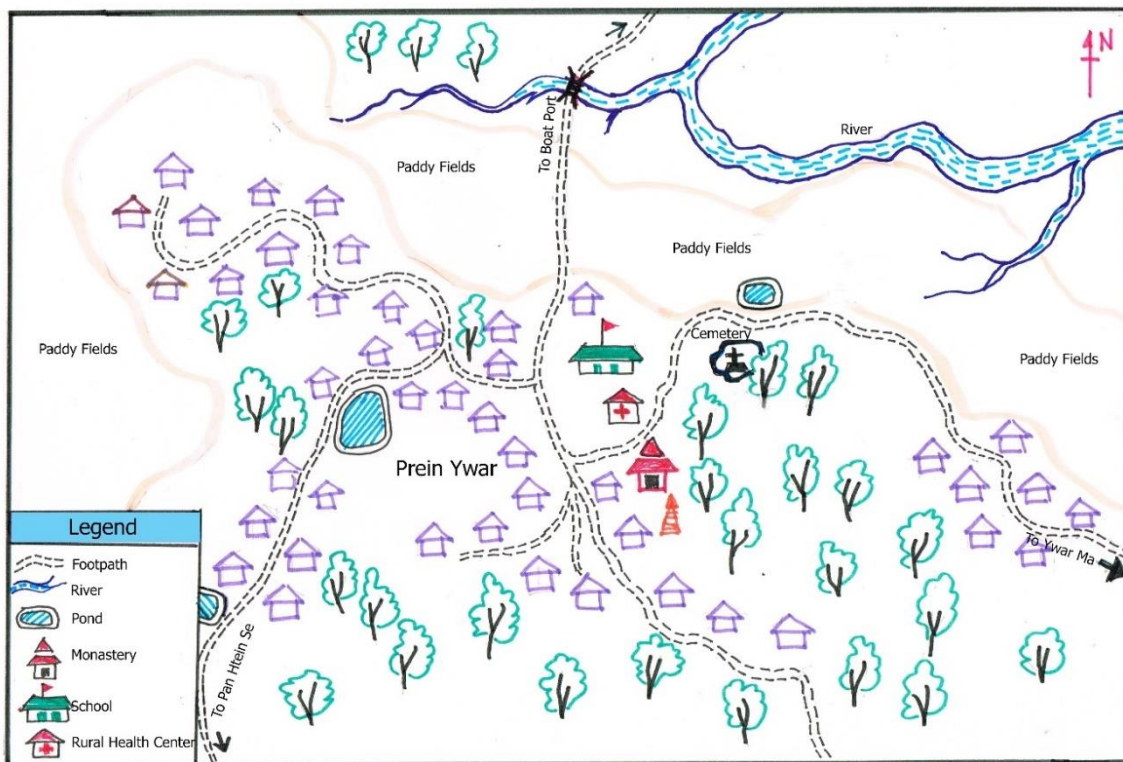 N
To Boat Port
River
Paddy Fields
Paddy Fields
Cemetery
Paddy Fields
Paddy Fields
Prein Ywar
To Ywar Ma
To Pan Htein Se
Legend
Footpath
River
Pond
Monastery
School
Rural Health Center